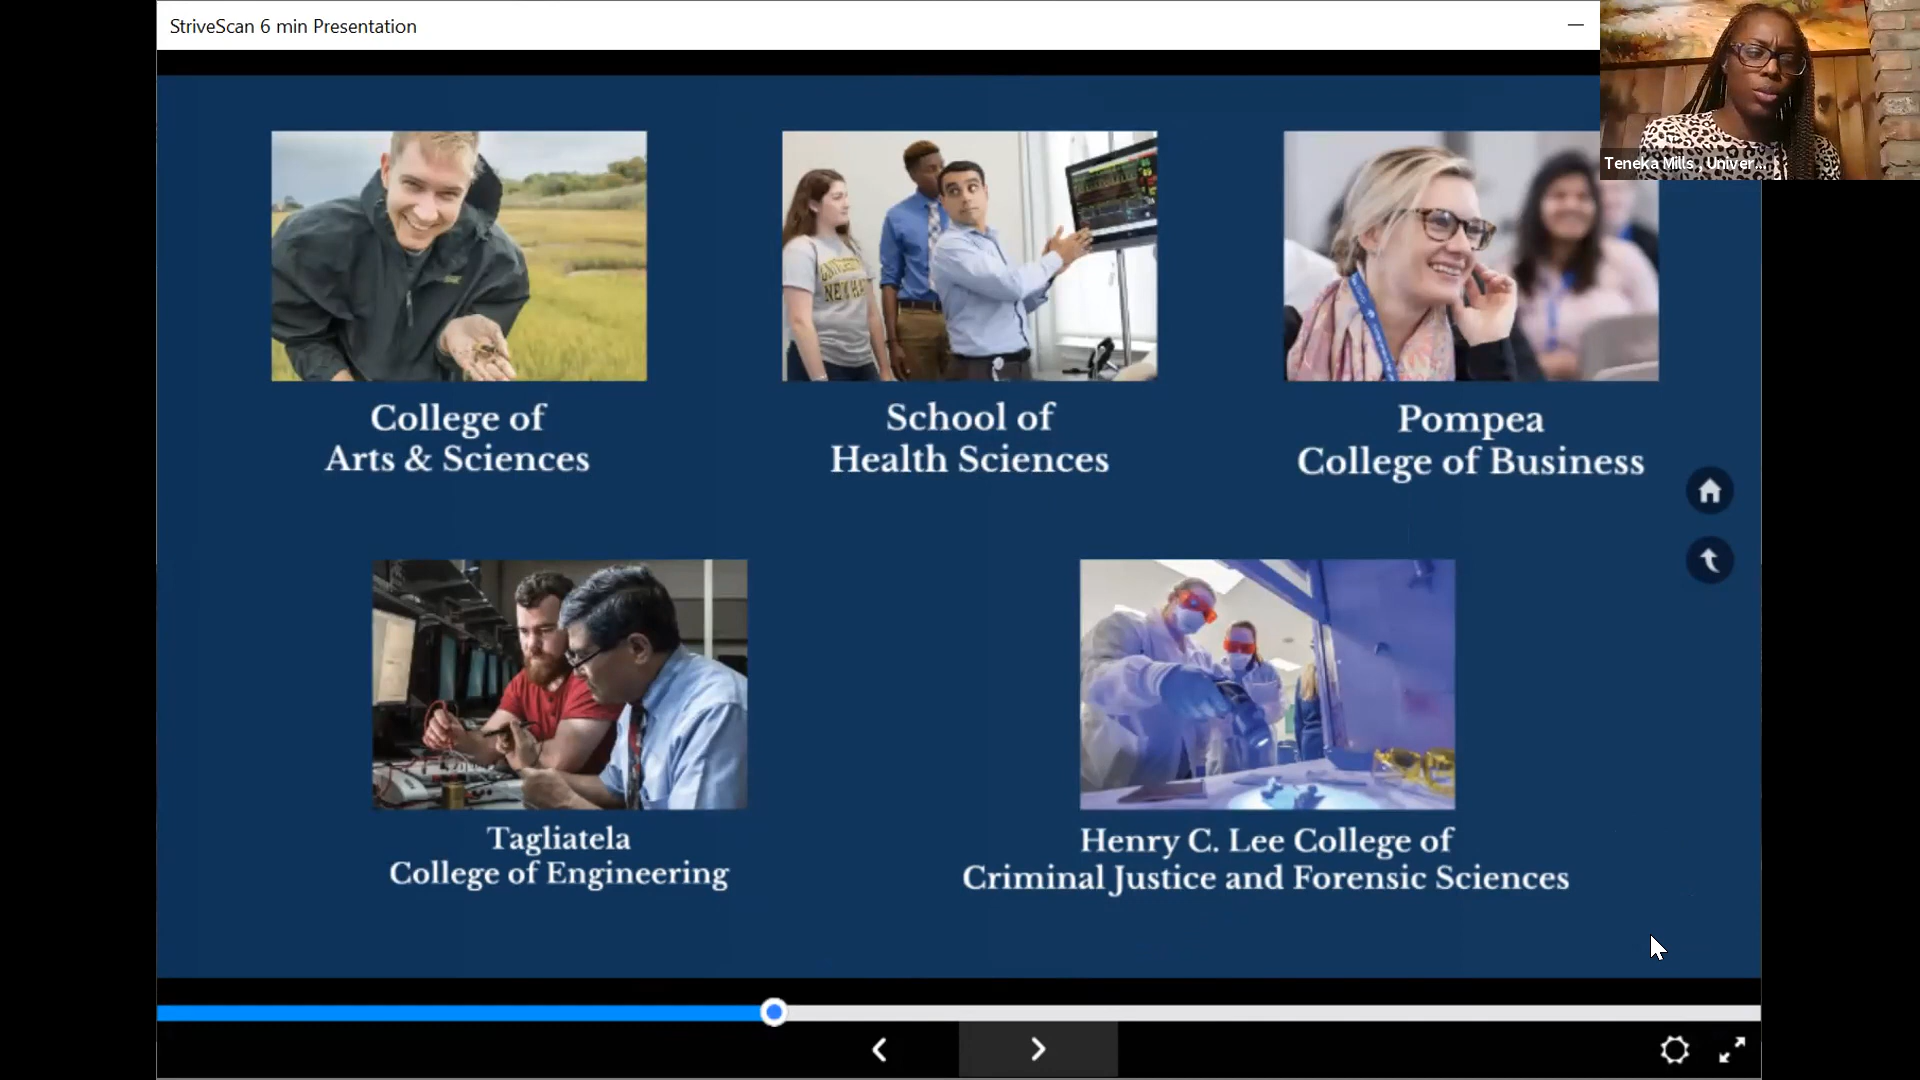 StriveScan 6 min Presentation
Teneka Mills , Univer...
College of
Arts & Sciences
School of
Health Sciences
Pompea
College of Business
Tagliatela
College of Engineering
Henry C. Lee College of
Criminal Justice and Forensic Sciences